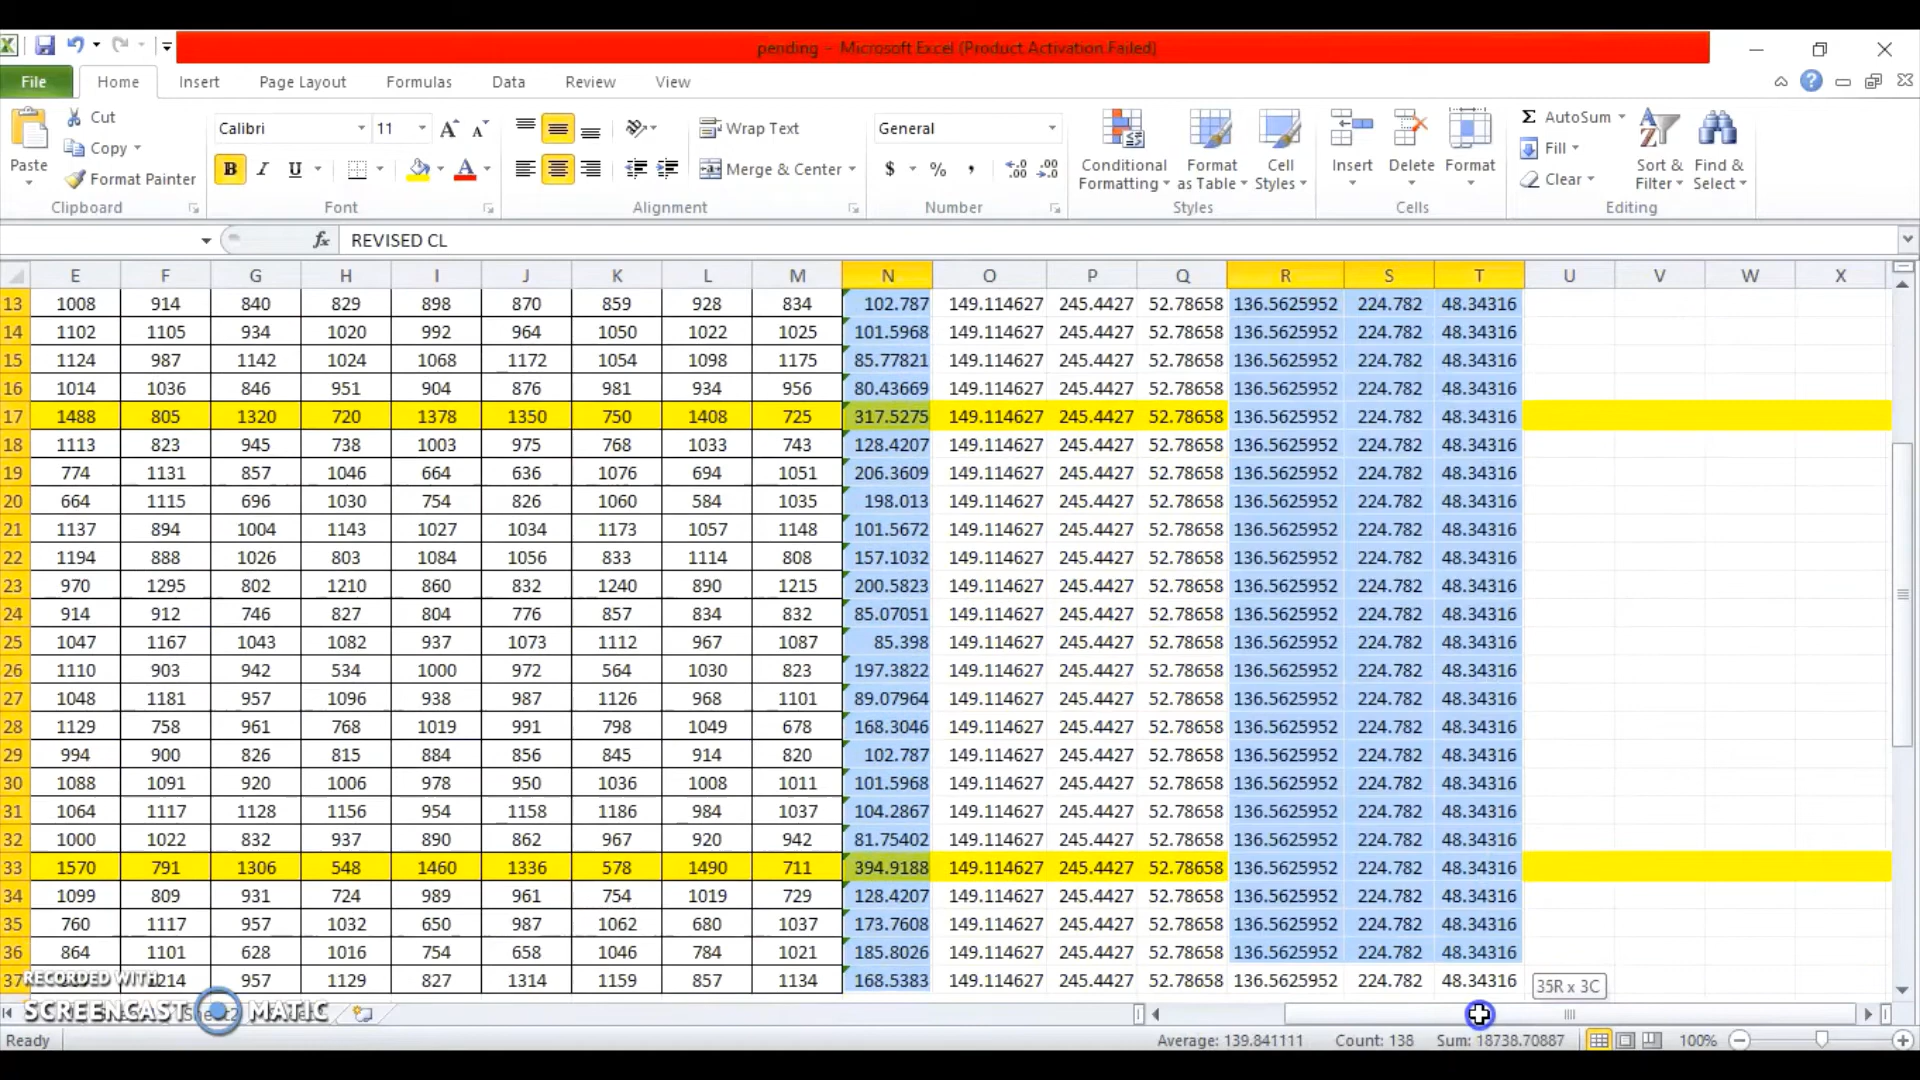 pending - Microsoft Excel (Product Activation Failed)
File Home Insert Page Layout Formulas Data Review View
Cut
Copy
Format Painter
Paste
Calibri 11
B I U
Wrap Text
Merge & Center
General
$ % ,
Conditional Formatting
Format as Table
Cell Styles
Insert Delete Format
AutoSum
Fill
Clear
Sort & Filter
Find & Select
Clipboard Font Alignment Number Styles Cells Editing
fx REVISED CL
E F G H I J K L M N O P Q R S T U V W X
13 1008 914 840 829 898 870 859 928 834 102.787 149.114627 245.4427 52.78658 136.5625952 224.782 48.34316
14 1102 1105 934 1020 992 964 1050 1022 1025 101.5968 149.114627 245.4427 52.78658 136.5625952 224.782 48.34316
15 1124 987 1142 1024 1068 1172 1054 1098 1175 85.77821 149.114627 245.4427 52.78658 136.5625952 224.782 48.34316
16 1014 1036 846 951 904 876 981 934 956 80.43669 149.114627 245.4427 52.78658 136.5625952 224.782 48.34316
17 1488 805 1320 720 1378 1350 750 1408 725 317.5275 149.114627 245.4427 52.78658 136.5625952 224.782 48.34316
18 1113 823 945 738 1003 975 768 1033 743 128.4207 149.114627 245.4427 52.78658 136.5625952 224.782 48.34316
19 774 1131 857 1046 664 636 1076 694 1051 206.3609 149.114627 245.4427 52.78658 136.5625952 224.782 48.34316
20 664 1115 696 1030 754 826 1060 584 1035 198.013 149.114627 245.4427 52.78658 136.5625952 224.782 48.34316
21 1137 894 1004 1143 1027 1034 1173 1057 1148 101.5672 149.114627 245.4427 52.78658 136.5625952 224.782 48.34316
22 1194 888 1026 803 1084 1056 833 1114 808 157.1032 149.114627 245.4427 52.78658 136.5625952 224.782 48.34316
23 970 1295 802 1210 860 832 1240 890 1215 200.5823 149.114627 245.4427 52.78658 136.5625952 224.782 48.34316
24 914 912 746 827 804 776 857 834 832 85.07051 149.114627 245.4427 52.78658 136.5625952 224.782 48.34316
25 1047 1167 1043 1082 937 1073 1112 967 1087 85.398 149.114627 245.4427 52.78658 136.5625952 224.782 48.34316
26 1110 903 942 534 1000 972 564 1030 823 197.3822 149.114627 245.4427 52.78658 136.5625952 224.782 48.34316
27 1048 1181 957 1096 938 987 1126 968 1101 89.07964 149.114627 245.4427 52.78658 136.5625952 224.782 48.34316
28 1129 758 961 768 1019 991 798 1049 678 168.3046 149.114627 245.4427 52.78658 136.5625952 224.782 48.34316
29 994 900 826 815 884 856 845 914 820 102.787 149.114627 245.4427 52.78658 136.5625952 224.782 48.34316
30 1088 1091 920 1006 978 950 1036 1008 1011 101.5968 149.114627 245.4427 52.78658 136.5625952 224.782 48.34316
31 1064 1117 1128 1156 954 1158 1186 984 1037 104.2867 149.114627 245.4427 52.78658 136.5625952 224.782 48.34316
32 1000 1022 832 937 890 862 967 920 942 81.75402 149.114627 245.4427 52.78658 136.5625952 224.782 48.34316
33 1570 791 1306 548 1460 1336 578 1490 711 394.9188 149.114627 245.4427 52.78658 136.5625952 224.782 48.34316
34 1099 809 931 724 989 961 754 1019 729 128.4207 149.114627 245.4427 52.78658 136.5625952 224.782 48.34316
35 760 1117 957 1032 650 987 1062 680 1037 173.7608 149.114627 245.4427 52.78658 136.5625952 224.782 48.34316
36 864 1101 628 1016 754 658 1046 784 1021 185.8026 149.114627 245.4427 52.78658 136.5625952 224.782 48.34316
37 957 1129 827 1314 1159 857 1134 168.5383 149.114627 245.4427 52.78658 136.5625952 224.782 48.34316
35R x 3C
RECORDED WITH
SCREENCAST MATIC
Ready Average: 139.841111 Count: 138 Sum: 18738.70887 100%